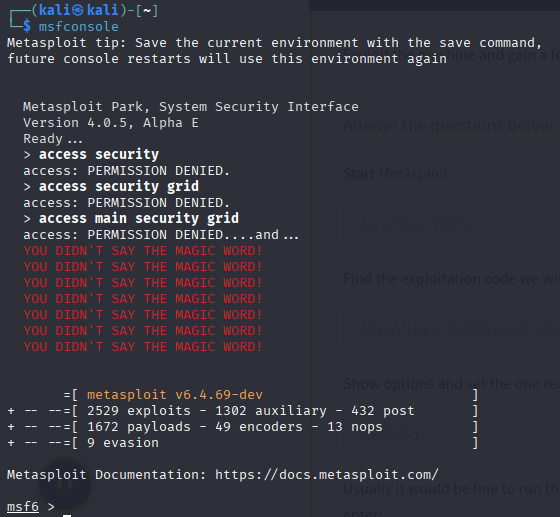 ┌──(kali㉿kali)-[~]
└─$ msfconsole
Metasploit tip: Save the current environment with the save command,
future console restarts will use this environment again
Metasploit Park, System Security Interface
Version 4.0.5, Alpha E
Ready...
> access security
access: PERMISSION DENIED.
> access security grid
access: PERMISSION DENIED.
> access main security grid
access: PERMISSION DENIED....and...
YOU DIDN'T SAY THE MAGIC WORD!
YOU DIDN'T SAY THE MAGIC WORD!
YOU DIDN'T SAY THE MAGIC WORD!
YOU DIDN'T SAY THE MAGIC WORD!
YOU DIDN'T SAY THE MAGIC WORD!
YOU DIDN'T SAY THE MAGIC WORD!
YOU DIDN'T SAY THE MAGIC WORD!
=[ metasploit v6.4.69-dev ]
+ -- --=[ 2529 exploits - 1302 auxiliary - 432 post ]
+ -- --=[ 1672 payloads - 49 encoders - 13 nops ]
+ -- --=[ 9 evasion ]
Metasploit Documentation: https://docs.metasploit.com/
msf6 >
Answer the questions below
Start Metasploit
Find the exploitation code we wi
Show options and set the one re
Usually it would be fine to run th
enter: